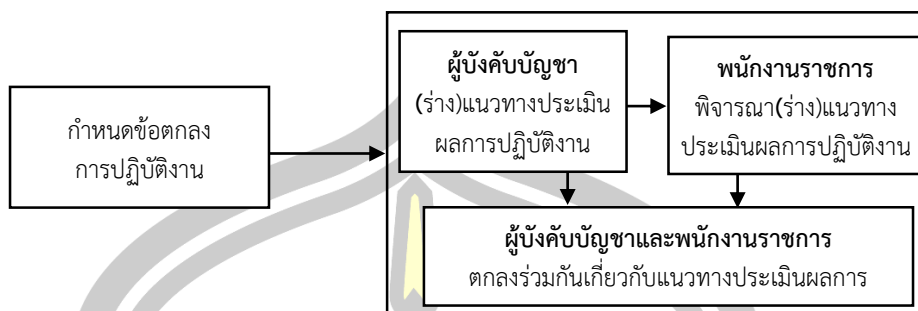 กำหนดข้อตกลง
การปฏิบัติงาน
ผู้บังคับบัญชา
(ร่าง)แนวทางประเมิน
ผลการปฏิบัติงาน
พนักงานราชการ
พิจารณา(ร่าง)แนวทาง
ประเมินผลการปฏิบัติงาน
ผู้บังคับบัญชาและพนักงานราชการ
ตกลงร่วมกันเกี่ยวกับแนวทางประเมินผลการ